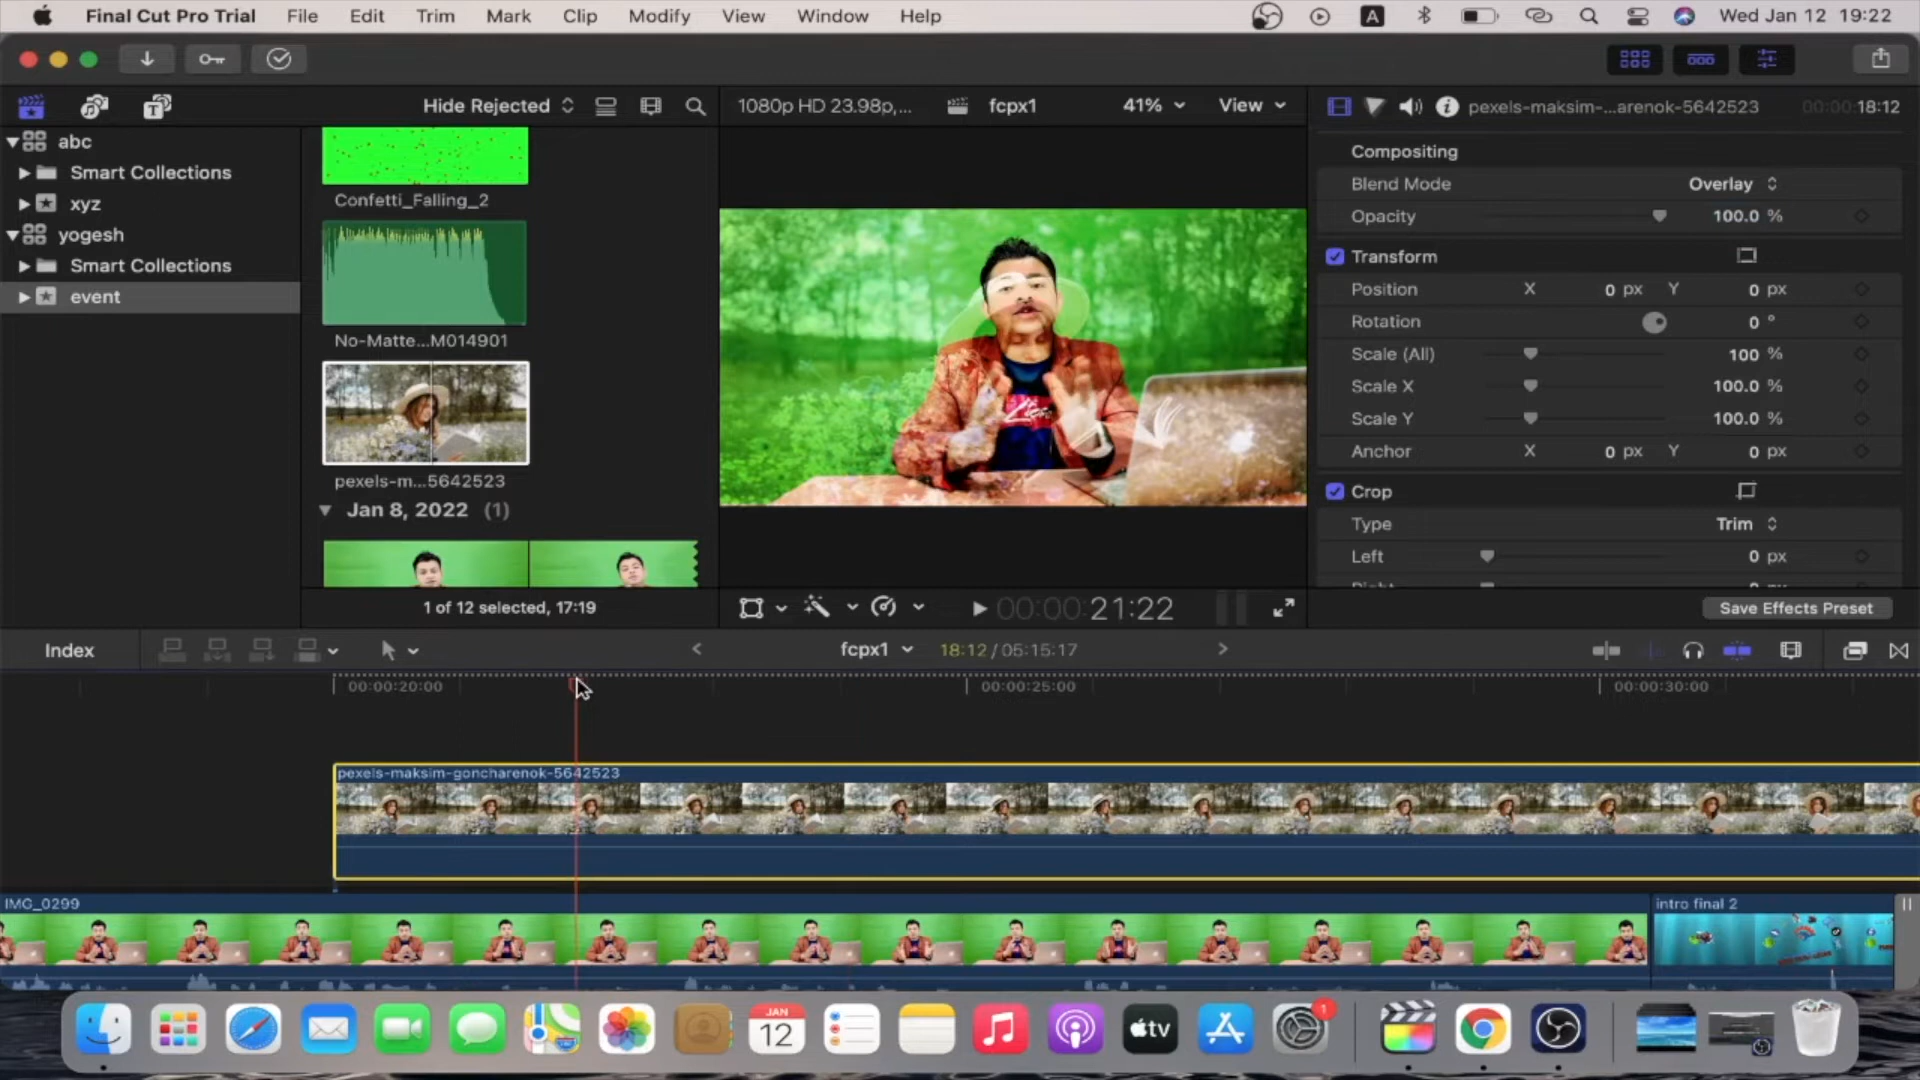 Final Cut Pro Trial File Edit Trim Mark Clip Modify View Window Help A Wed Jan 12 19:22
Hide Rejected 1080p HD 23.98p,... fcpx1 41% View pexels-maksim-...arenok-5642523 00:00:18:12
abc
Smart Collections
xyz
yogesh
Smart Collections
event
Confetti_Falling_2
No-Matte...M014901
pexels-m...5642523
Jan 8, 2022 (1)
1 of 12 selected, 17:19
00:00:21:22
Compositing
Blend Mode Overlay
Opacity 100.0 %
Transform
Position X 0 px Y 0 px
Rotation 0 °
Scale (All) 100 %
Scale X 100.0 %
Scale Y 100.0 %
Anchor X 0 px Y 0 px
Crop
Type Trim
Left 0 px
Save Effects Preset
Index fcpx1 18:12 / 05:15:17
00:00:20:00 00:00:25:00 00:00:30:00
pexels-maksim-goncharenok-5642523
IMG_0299 intro final 2
JAN
12
tv
1